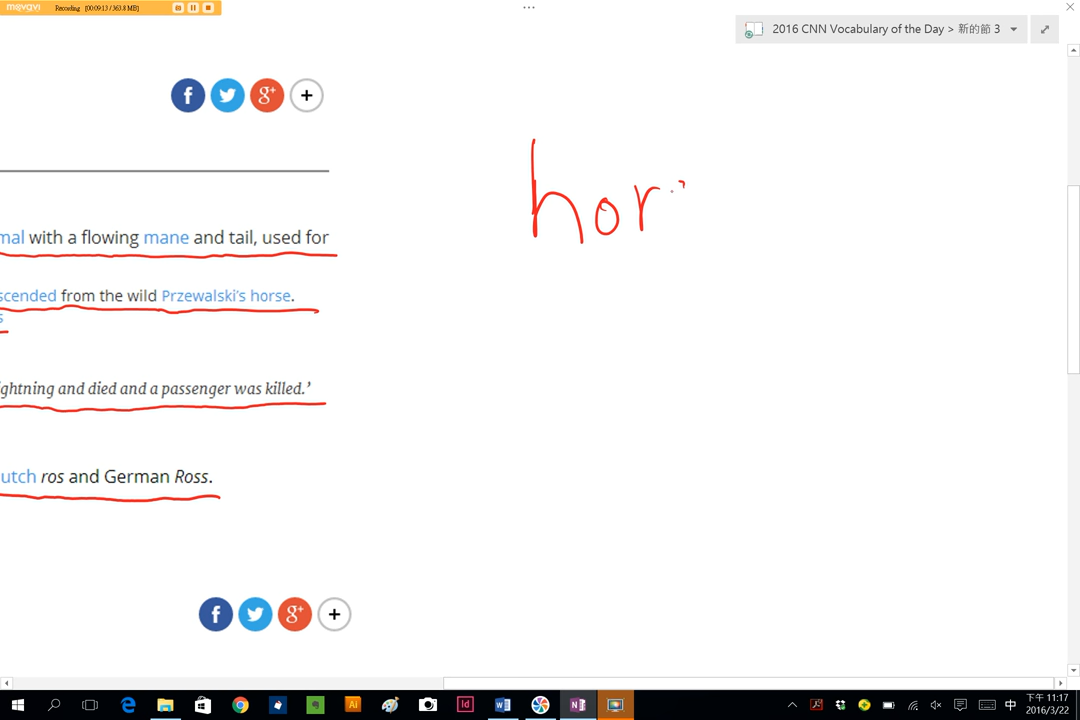 movavi Recording [00:09:13 / 363.8 MB]
2016 CNN Vocabulary of the Day > 新的節 3
hor
mal with a flowing mane and tail, used for
scended from the wild Przewalski's horse.
s
ghtning and died and a passenger was killed.'
utch ros and German Ross.
中
下午 11:17
2016/3/22